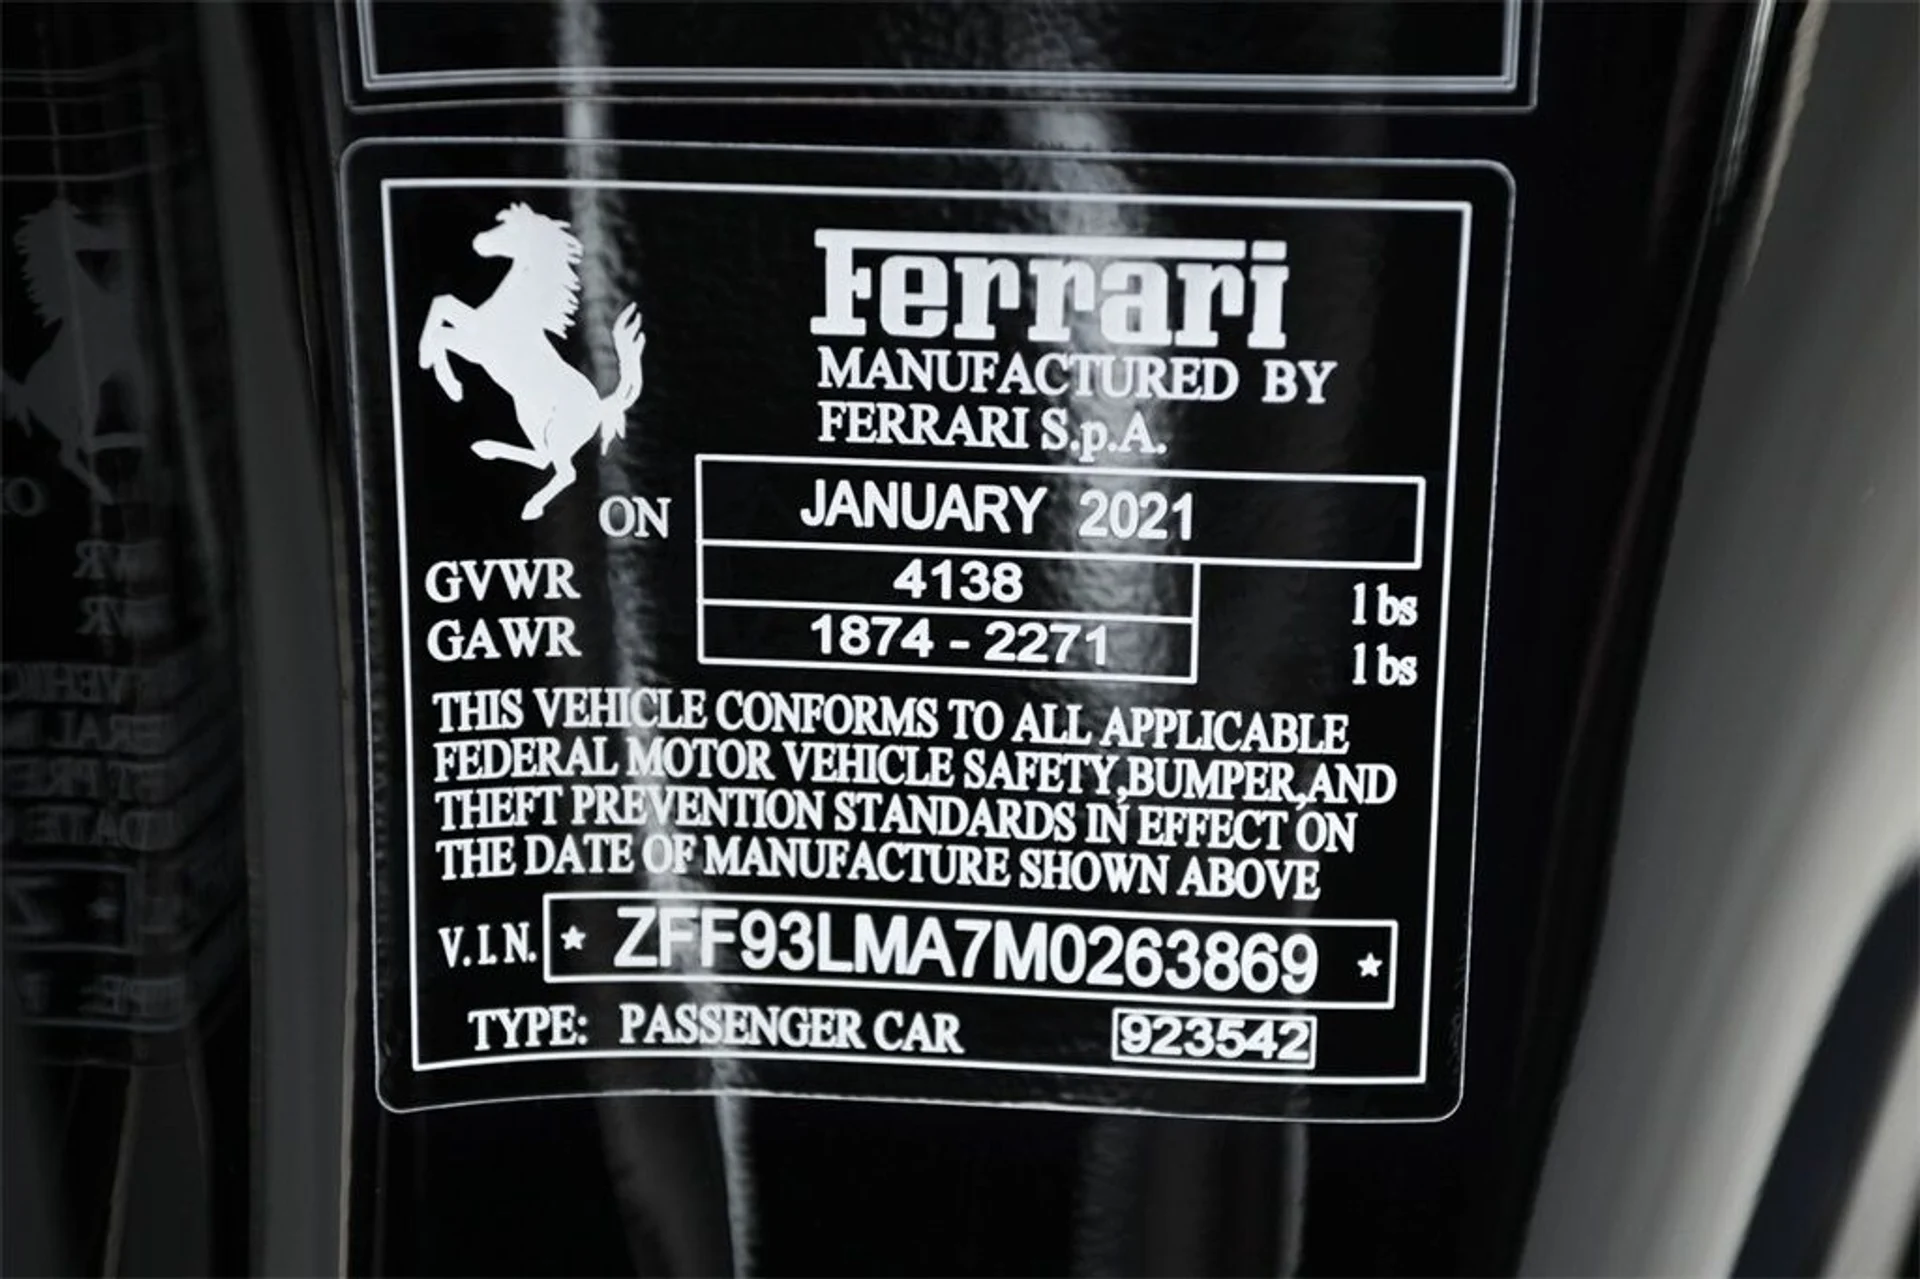 Ferrari
MANUFACTURED BY
FERRARI S.p.A.
ON JANUARY 2021
GVWR 4138 lbs
GAWR 1874 - 2271 lbs
THIS VEHICLE CONFORMS TO ALL APPLICABLE
FEDERAL MOTOR VEHICLE SAFETY,BUMPER,AND
THEFT PREVENTION STANDARDS IN EFFECT ON
THE DATE OF MANUFACTURE SHOWN ABOVE
V.I.N. ★ ZFF93LMA7M0263869 ★
TYPE: PASSENGER CAR 923542